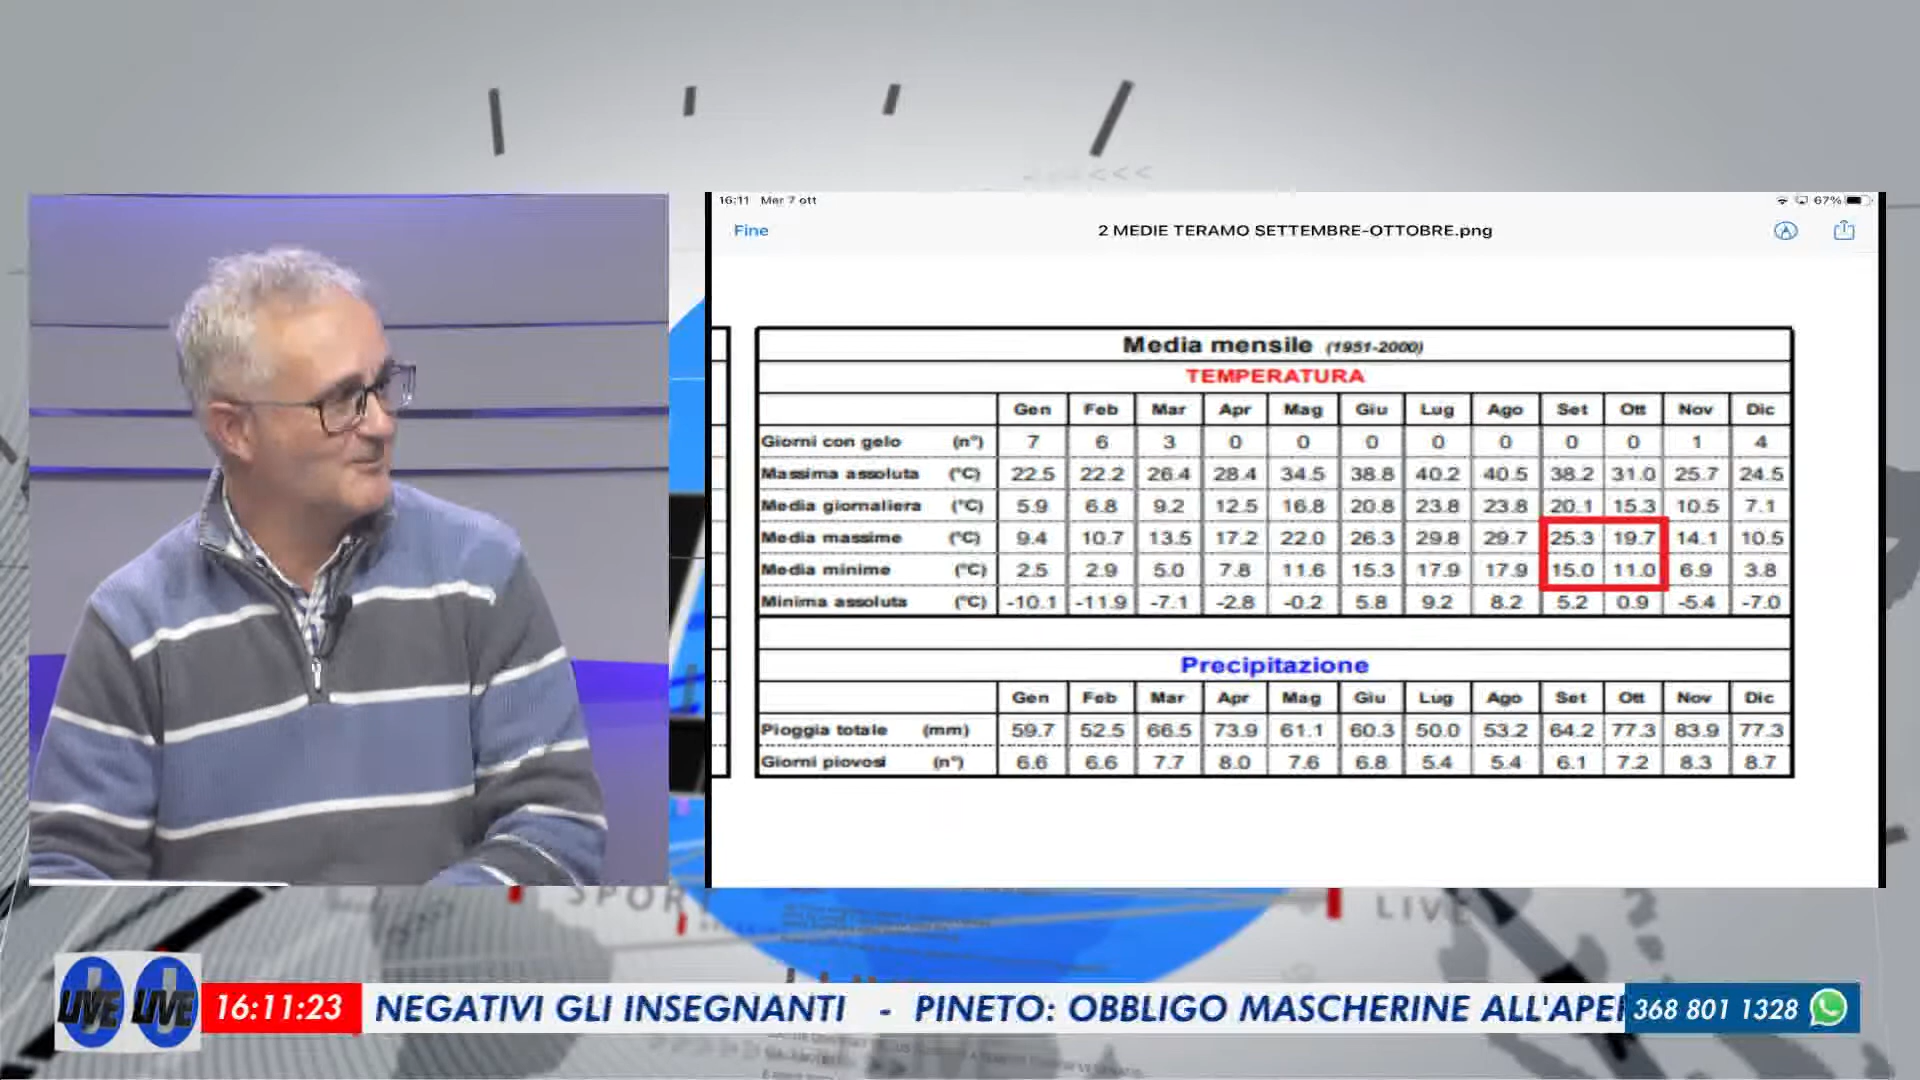 <<<
16:11 Mer 7 ott
67%
Fine
2 MEDIE TERAMO SETTEMBRE-OTTOBRE.png
Media mensile (1951-2000)
TEMPERATURA
Gen Feb Mar Apr Mag Giu Lug Ago Set Ott Nov Dic
Giorni con gelo (n°) 7 6 3 0 0 0 0 0 0 0 1 4
Massima assoluta (°C) 22.5 22.2 26.4 28.4 34.5 38.8 40.2 40.5 38.2 31.0 25.7 24.5
Media giornaliera (°C) 5.9 6.8 9.2 12.5 16.8 20.8 23.8 23.8 20.1 15.3 10.5 7.1
Media massime (°C) 9.4 10.7 13.5 17.2 22.0 26.3 29.8 29.7 25.3 19.7 14.1 10.5
Media minime (°C) 2.5 2.9 5.0 7.8 11.6 15.3 17.9 17.9 15.0 11.0 6.9 3.8
Minima assoluta (°C) -10.1 -11.9 -7.1 -2.8 -0.2 5.8 9.2 8.2 5.2 0.9 -5.4 -7.0
Precipitazione
Gen Feb Mar Apr Mag Giu Lug Ago Set Ott Nov Dic
Pioggia totale (mm) 59.7 52.5 66.5 73.9 61.1 60.3 50.0 53.2 64.2 77.3 83.9 77.3
Giorni piovosi (n°) 6.6 6.6 7.7 8.0 7.6 6.8 5.4 5.4 6.1 7.2 8.3 8.7
SPORT
LIVE
LIVE LIVE
16:11:23
NEGATIVI GLI INSEGNANTI - PINETO: OBBLIGO MASCHERINE ALL'APE
368 801 1328